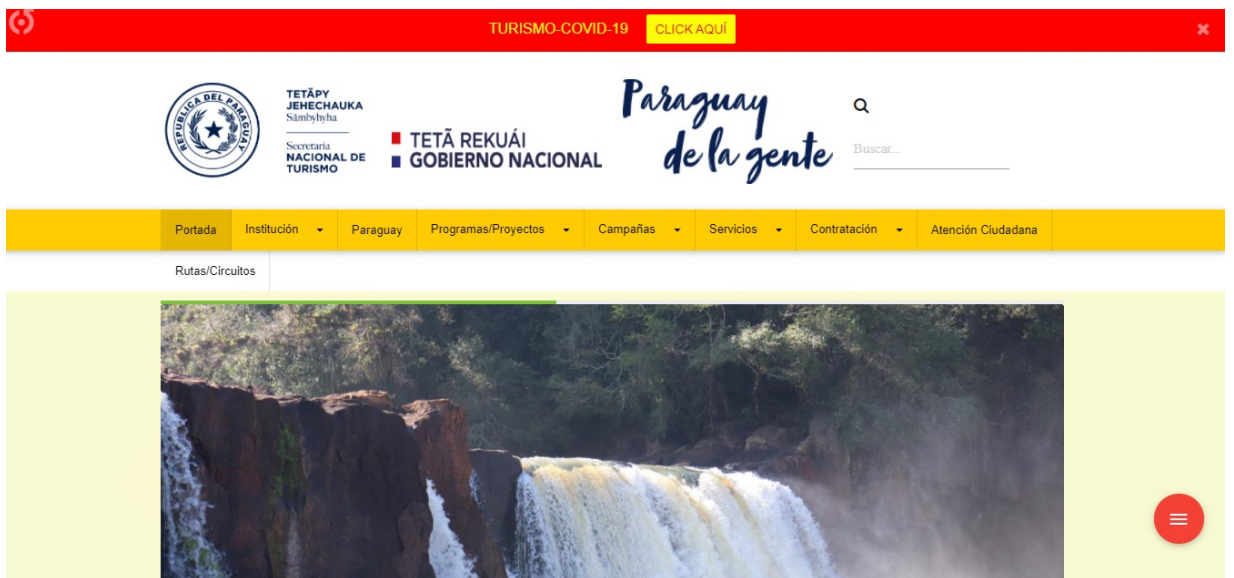 TURISMO-COVID-19 CLICK AQUÍ
REPUBLICA DEL PARAGUAY
TETÃPY
JEHECHAUKA
Sãmbyhyha
Secretaría
NACIONAL DE
TURISMO
TETÃ REKUÁI
GOBIERNO NACIONAL
Paraguay
de la gente
Buscar...
Portada Institución Paraguay Programas/Proyectos Campañas Servicios Contratación Atención Ciudadana
Rutas/Circuitos